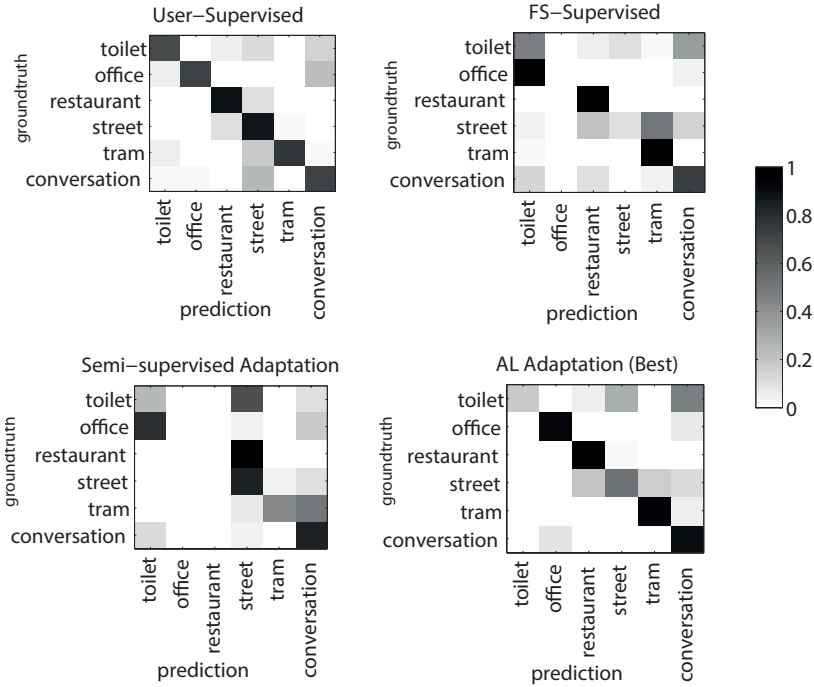 User−Supervised
groundtruth
toilet
office
restaurant
street
tram
conversation
toilet
office
restaurant
street
tram
conversation
prediction
FS−Supervised
groundtruth
toilet
office
restaurant
street
tram
conversation
toilet
office
restaurant
street
tram
conversation
prediction
1
0.8
0.6
0.4
0.2
0
Semi−supervised Adaptation
groundtruth
toilet
office
restaurant
street
tram
conversation
toilet
office
restaurant
street
tram
conversation
prediction
AL Adaptation (Best)
groundtruth
toilet
office
restaurant
street
tram
conversation
toilet
office
restaurant
street
tram
conversation
prediction